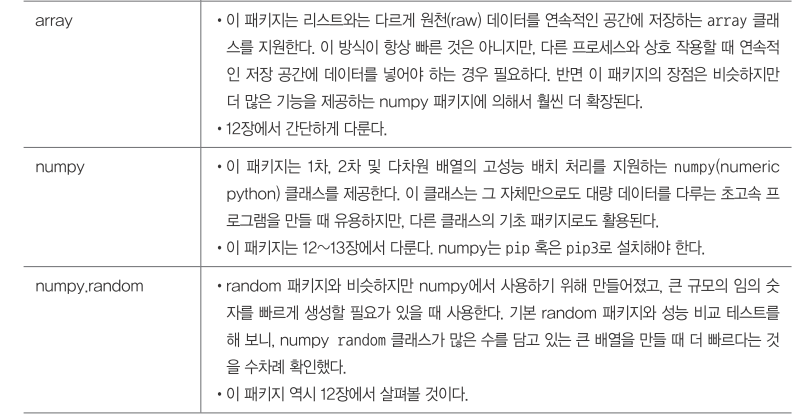 array
• 이 패키지는 리스트와는 다르게 원천(raw) 데이터를 연속적인 공간에 저장하는 array 클래
스를 지원한다. 이 방식이 항상 빠른 것은 아니지만, 다른 프로세스와 상호 작용할 때 연속적
인 저장 공간에 데이터를 넣어야 하는 경우 필요하다. 반면 이 패키지의 장점은 비슷하지만
더 많은 기능을 제공하는 numpy 패키지에 의해서 훨씬 더 확장된다.
• 12장에서 간단하게 다룬다.
numpy
• 이 패키지는 1차, 2차 및 다차원 배열의 고성능 배치 처리를 지원하는 numpy(numeric
python) 클래스를 제공한다. 이 클래스는 그 자체만으로도 대량 데이터를 다루는 초고속 프
로그램을 만들 때 유용하지만, 다른 클래스의 기초 패키지로도 활용된다.
• 이 패키지는 12~13장에서 다룬다. numpy는 pip 혹은 pip3로 설치해야 한다.
numpy.random
• random 패키지와 비슷하지만 numpy에서 사용하기 위해 만들어졌고, 큰 규모의 임의 숫
자를 빠르게 생성할 필요가 있을 때 사용한다. 기본 random 패키지와 성능 비교 테스트를
해 보니, numpy random 클래스가 많은 수를 담고 있는 큰 배열을 만들 때 더 빠르다는 것
을 수차례 확인했다.
• 이 패키지 역시 12장에서 살펴볼 것이다.